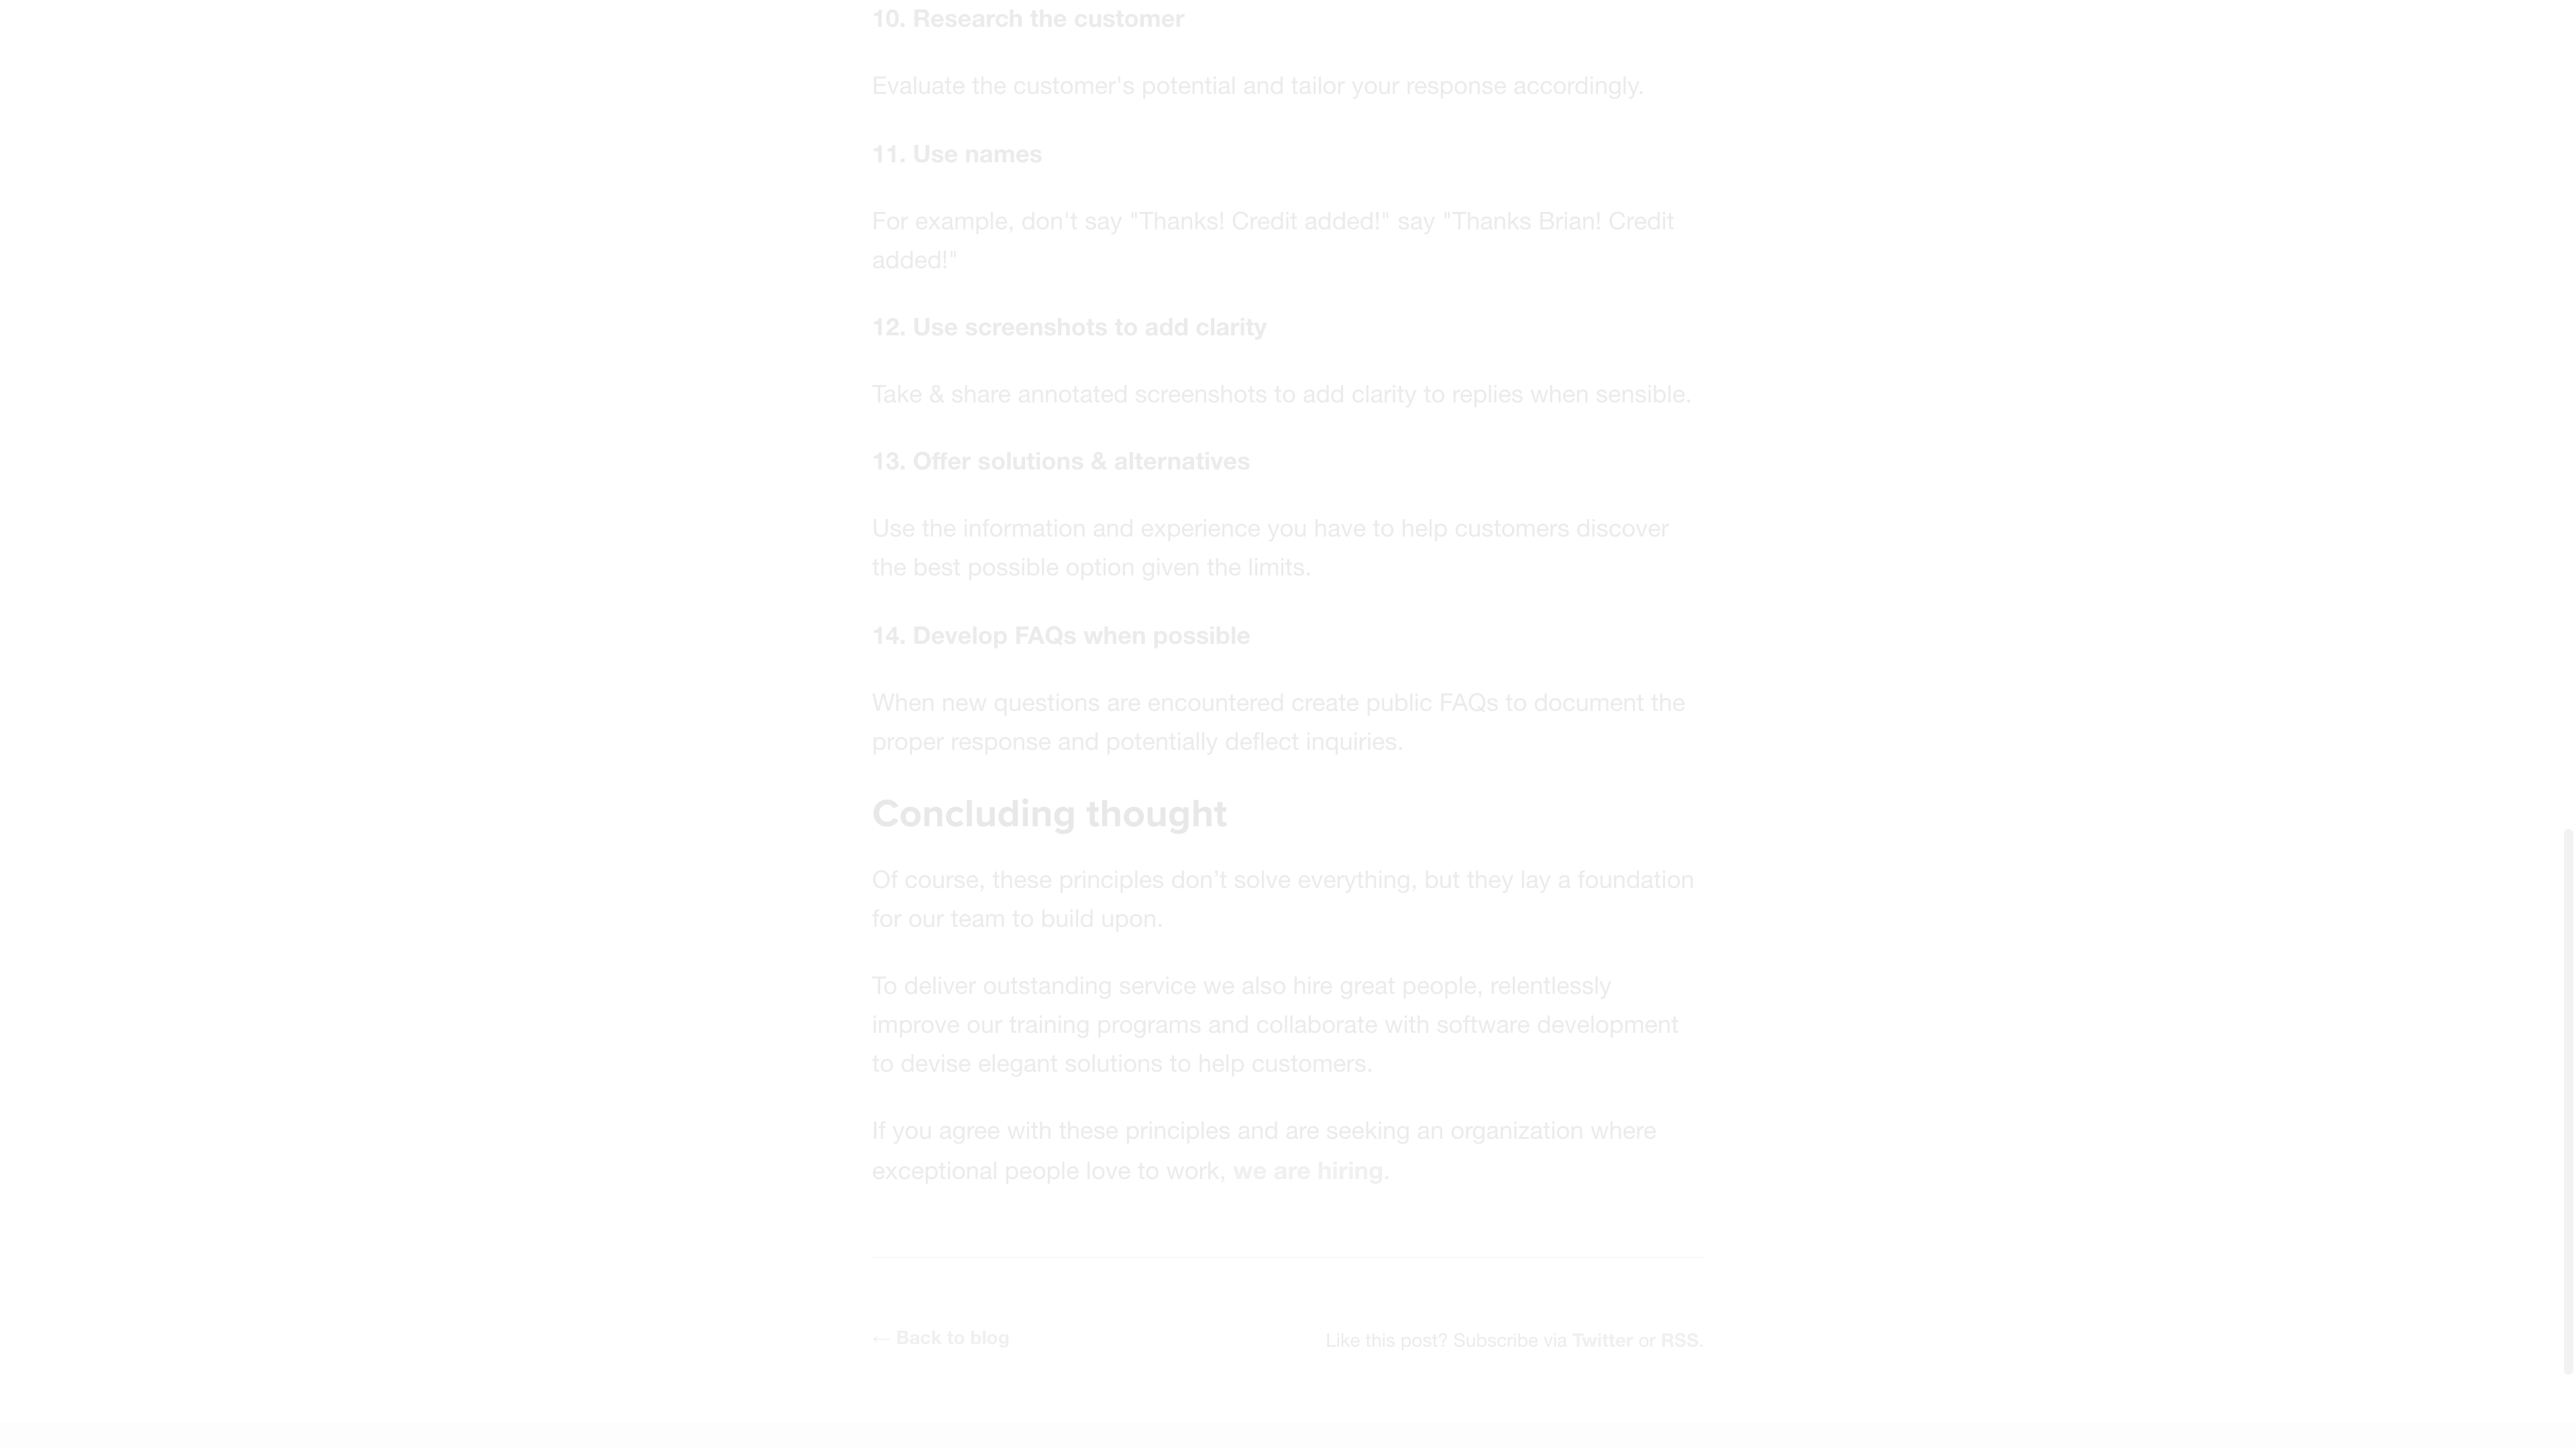 10. Research the customer
Evaluate the customer's potential and tailor your response accordingly.
11. Use names
For example, don't say "Thanks! Credit added!" say "Thanks Brian! Credit
added!"
12. Use screenshots to add clarity
Take & share annotated screenshots to add clarity to replies when sensible.
13. Offer solutions & alternatives
Use the information and experience you have to help customers discover
the best possible option given the limits.
14. Develop FAQs when possible
When new questions are encountered create public FAQs to document the
proper response and potentially deflect inquiries.
Concluding thought
Of course, these principles don’t solve everything, but they lay a foundation
for our team to build upon.
To deliver outstanding service we also hire great people, relentlessly
improve our training programs and collaborate with software development
to devise elegant solutions to help customers.
If you agree with these principles and are seeking an organization where
exceptional people love to work, we are hiring.
← Back to blog
Like this post? Subscribe via Twitter or RSS.